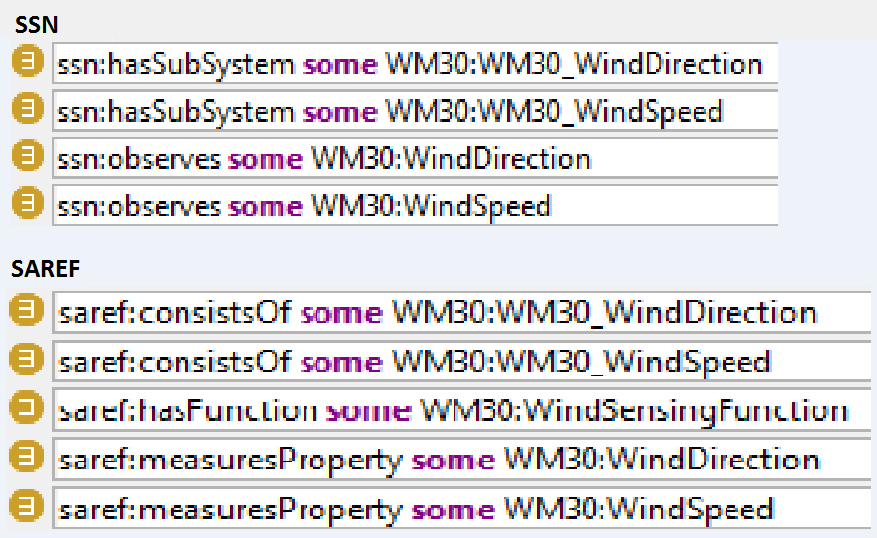 SSN
ssn:hasSubSystem some WM30:WM30_WindDirection
ssn:hasSubSystem some WM30:WM30_WindSpeed
ssn:observes some WM30:WindDirection
ssn:observes some WM30:WindSpeed
SAREF
saref:consistsOf some WM30:WM30_WindDirection
saref:consistsOf some WM30:WM30_WindSpeed
saref:hasFunction some WM30:WindSensingFunction
saref:measuresProperty some WM30:WindDirection
saref:measuresProperty some WM30:WindSpeed